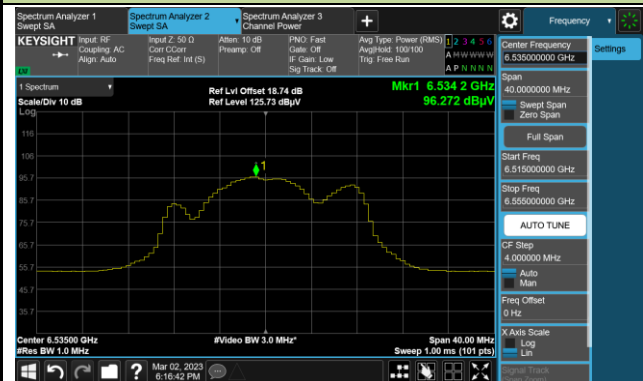 Spectrum Analyzer 1
Swept SA
Spectrum Analyzer 2
Swept SA
Spectrum Analyzer 3
Channel Power
+
Frequency
KEYSIGHT
Input: RF
Coupling: AC
Align: Auto
Input Z: 50 Ω
Corr CCorr
Freq Ref: Int (S)
Atten: 10 dB
Preamp: Off
PNO: Fast
Gate: Off
IF Gain: Low
Sig Track: Off
Avg Type: Power (RMS)
Avg|Hold: 100/100
Trig: Free Run
1 2 3 4 5 6
A W W W W W
A P N N N N
LXI
1 Spectrum
Scale/Div 10 dB
Ref Lvl Offset 18.74 dB
Ref Level 125.73 dBµV
Mkr1 6.534 2 GHz
96.272 dBµV
Log
116
106
95.7
85.7
75.7
65.7
55.7
45.7
35.7
1
Center 6.53500 GHz
#Res BW 1.0 MHz
#Video BW 3.0 MHz*
Span 40.00 MHz
Sweep 1.00 ms (101 pts)
Mar 02, 2023
6:16:42 PM
Center Frequency
6.535000000 GHz
Settings
Span
40.0000000 MHz
Swept Span
Zero Span
Full Span
Start Freq
6.515000000 GHz
Stop Freq
6.555000000 GHz
AUTO TUNE
CF Step
4.000000 MHz
Auto
Man
Freq Offset
0 Hz
X Axis Scale
Log
Lin
Signal Track